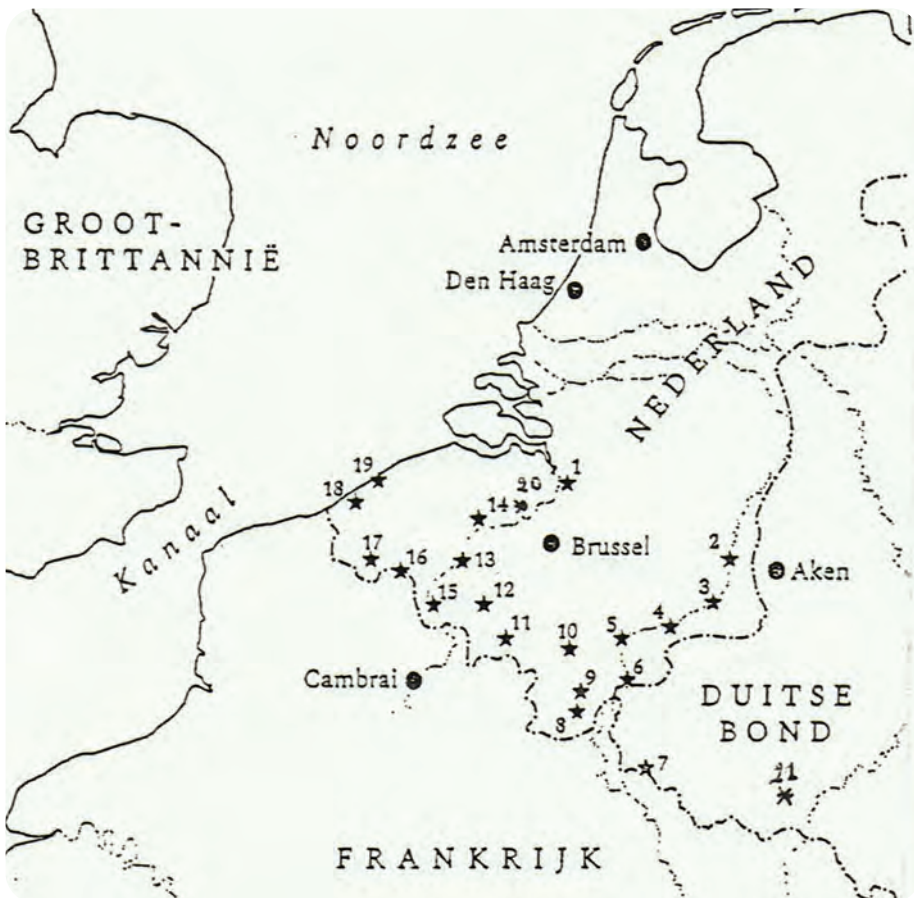 Noordzee
GROOT-
BRITTANNIË
Amsterdam
Den Haag
NEDERLAND
Kanaal
19
18
20
1
14
Brussel
17
16
13
2
Aken
15
12
3
11
10
5
4
Cambrai
9
6
8
DUITSE
BOND
7
21
FRANKRIJK